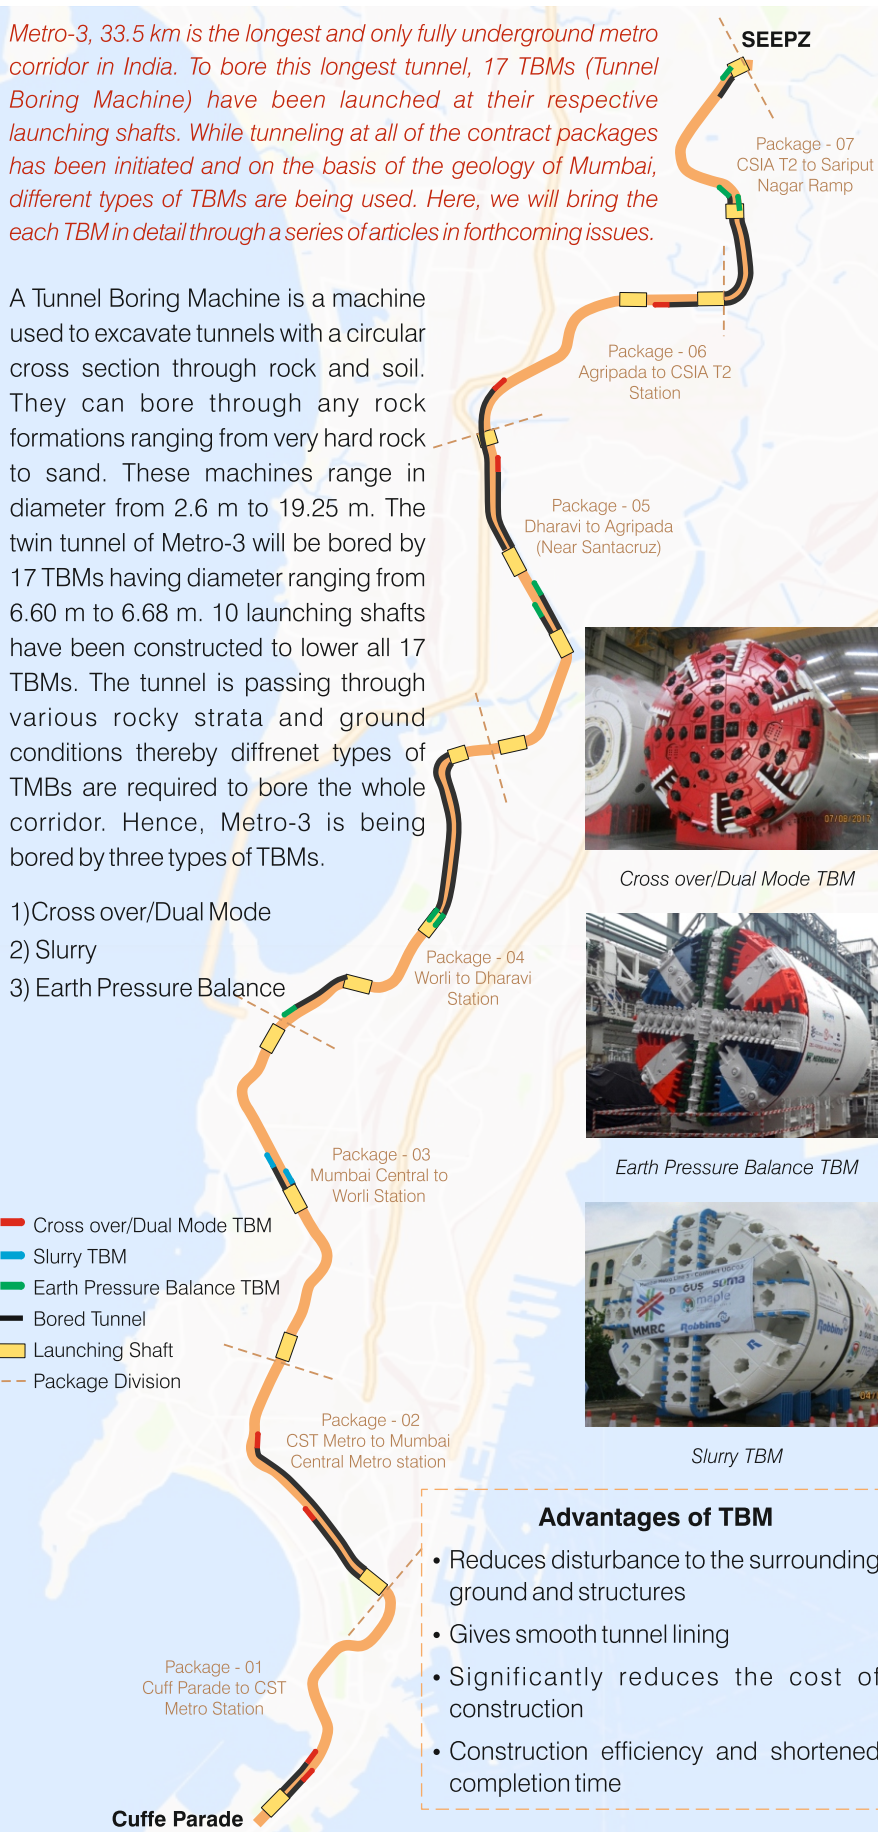 Metro-3, 33.5 km is the longest and only fully underground metro
corridor in India. To bore this longest tunnel, 17 TBMs (Tunnel
Boring Machine) have been launched at their respective
launching shafts. While tunneling at all of the contract packages
has been initiated and on the basis of the geology of Mumbai,
different types of TBMs are being used. Here, we will bring the
each TBM in detail through a series of articles in forthcoming issues.
SEEPZ
Package - 07
CSIA T2 to Sariput
Nagar Ramp
A Tunnel Boring Machine is a machine
used to excavate tunnels with a circular
cross section through rock and soil.
They can bore through any rock
formations ranging from very hard rock
to sand. These machines range in
diameter from 2.6 m to 19.25 m. The
twin tunnel of Metro-3 will be bored by
17 TBMs having diameter ranging from
6.60 m to 6.68 m. 10 launching shafts
have been constructed to lower all 17
TBMs. The tunnel is passing through
various rocky strata and ground
conditions thereby diffrenet types of
TMBs are required to bore the whole
corridor. Hence, Metro-3 is being
bored by three types of TBMs.
1)Cross over/Dual Mode
2) Slurry
3) Earth Pressure Balance
Package - 06
Agripada to CSIA T2
Station
Package - 05
Dharavi to Agripada
(Near Santacruz)
07/08/2017
Cross over/Dual Mode TBM
Package - 04
Worli to Dharavi
Station
HERRENKNECHT
Earth Pressure Balance TBM
Package - 03
Mumbai Central to
Worli Station
Cross over/Dual Mode TBM
Slurry TBM
Earth Pressure Balance TBM
Bored Tunnel
Launching Shaft
Package Division
DOGUS soma
maple
MMRC
Robbins
Robbins
Slurry TBM
Package - 02
CST Metro to Mumbai
Central Metro station
Advantages of TBM
• Reduces disturbance to the surrounding
ground and structures
• Gives smooth tunnel lining
• Significantly reduces the cost of
construction
• Construction efficiency and shortened
completion time
Package - 01
Cuff Parade to CST
Metro Station
Cuffe Parade